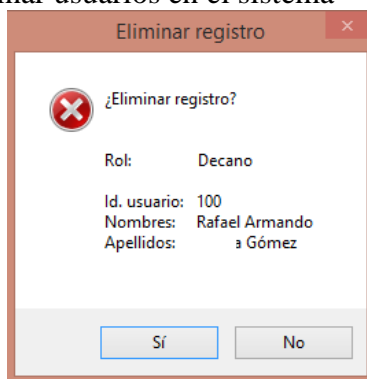 usuarios en el sistema
Eliminar registro
¿Eliminar registro?
Rol: Decano
Id. usuario: 100
Nombres: Rafael Armando
Apellidos: Gómez
Sí
No